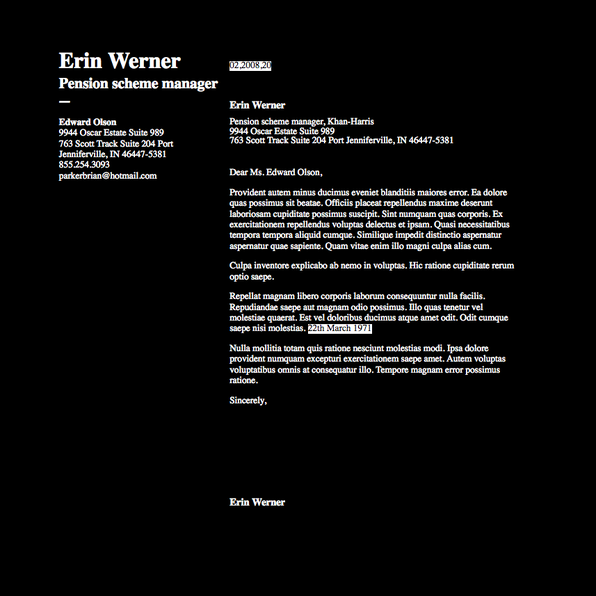 Erin Werner
Pension scheme manager
Edward Olson
9944 Oscar Estate Suite 989
763 Scott Track Suite 204 Port
Jenniferville, IN 46447-5381
855.254.3093
parkerbrian@hotmail.com
02,2008,20
Erin Werner
Pension scheme manager, Khan-Harris
9944 Oscar Estate Suite 989
763 Scott Track Suite 204 Port Jenniferville, IN 46447-5381
Dear Ms. Edward Olson,
Provident autem minus ducimus eveniet blanditiis maiores error. Ea dolore
quas possimus sit beatae. Officiis placeat repellendus maxime deserunt
laboriosam cupiditate possimus suscipit. Sint numquam quas corporis. Ex
exercitationem repellendus voluptas delectus et ipsam. Quasi necessitatibus
tempora tempora aliquid cumque. Similique impedit distinctio aspernatur
aspernatur quae sapiente. Quam vitae enim illo magni culpa alias cum.
Culpa inventore explicabo ab nemo in voluptas. Hic ratione cupiditate rerum
optio saepe.
Repellat magnam libero corporis laborum consequuntur nulla facilis.
Repudiandae saepe aut magnam odio possimus. Illo quas tenetur vel
molestiae quaerat. Est vel doloribus ducimus atque amet odit. Odit cumque
saepe nisi molestias. 22th March 1971
Nulla mollitia totam quis ratione nesciunt molestias modi. Ipsa dolore
provident numquam excepturi exercitationem saepe amet. Autem voluptas
voluptatibus omnis at consequatur illo. Tempore magnam error possimus
ratione.
Sincerely,
Erin Werner